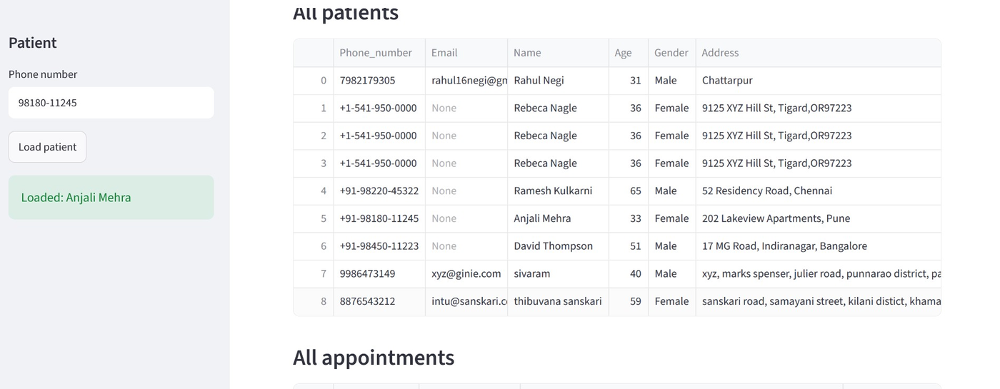 Patient
Phone number
98180-11245
Load patient
Loaded: Anjali Mehra
All patients
Phone_number Email Name Age Gender Address
0 7982179305 rahul16negi@gm Rahul Negi 31 Male Chattarpur
1 +1-541-950-0000 None Rebeca Nagle 36 Female 9125 XYZ Hill St, Tigard,OR97223
2 +1-541-950-0000 None Rebeca Nagle 36 Female 9125 XYZ Hill St, Tigard,OR97223
3 +1-541-950-0000 None Rebeca Nagle 36 Female 9125 XYZ Hill St, Tigard,OR97223
4 +91-98220-45322 None Ramesh Kulkarni 65 Male 52 Residency Road, Chennai
5 +91-98180-11245 None Anjali Mehra 33 Female 202 Lakeview Apartments, Pune
6 +91-98450-11223 None David Thompson 51 Male 17 MG Road, Indiranagar, Bangalore
7 9986473149 xyz@ginie.com sivaram 40 Male xyz, marks spenser, julier road, punnarao district, pa
8 8876543212 intu@sanskari.c thibuvana sanskari 59 Female sanskari road, samayani street, kilani distict, khama
All appointments